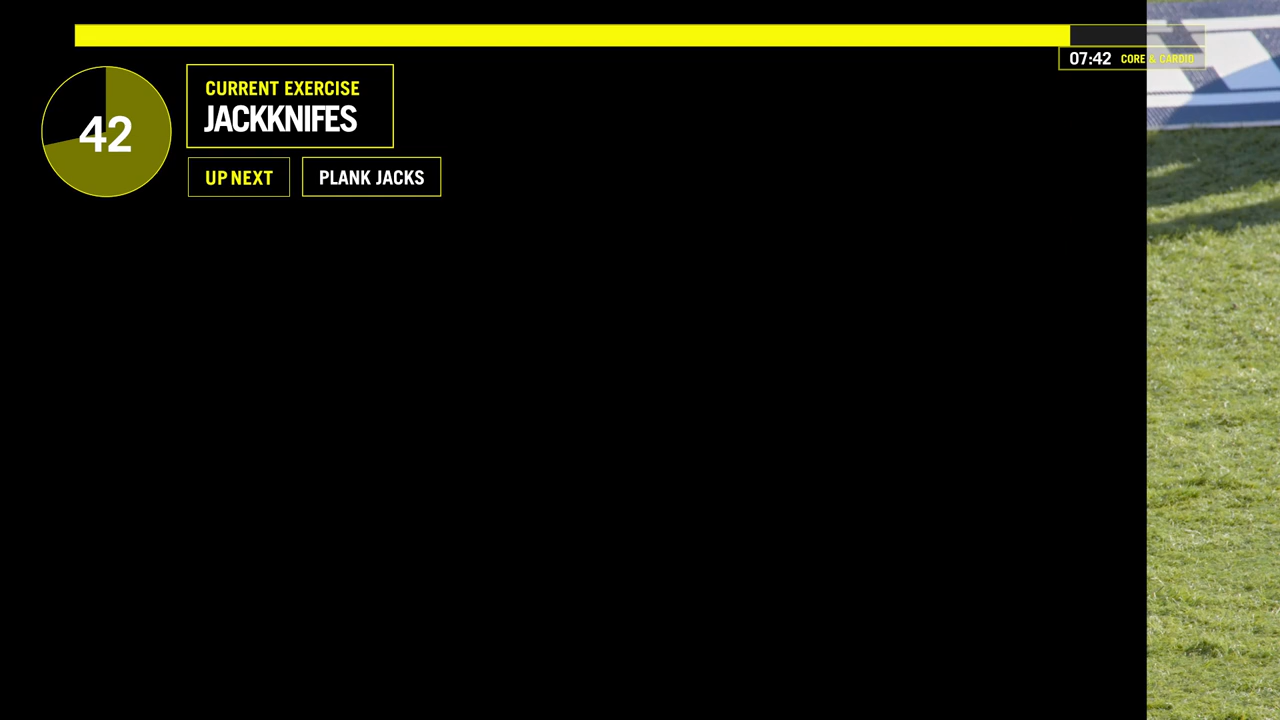 07:42 CORE & CARDIO
42
CURRENT EXERCISE
JACKKNIFES
UP NEXT
PLANK JACKS